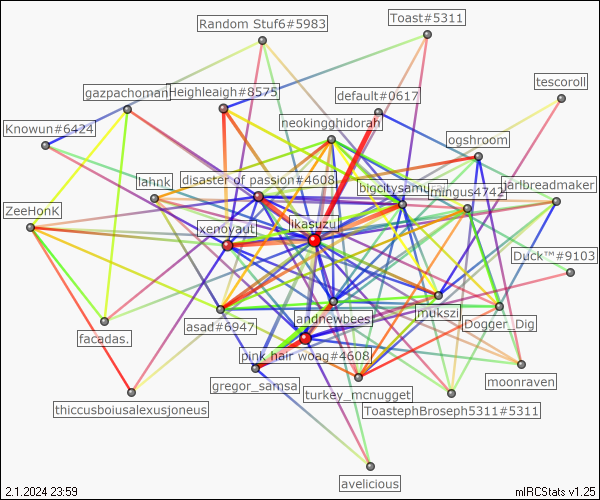 Random Stuf6#5983
Toast#5311
tescoroll
gazpachoman
Heighleaigh#8575
default#0617
Knowun#6424
neokingghidorah
ogshroom
lahnk
disaster of passion#4608
bigcitysamurai
mingus4742
jarlbreadmaker
ZeeHonK
xenoyaut
ikasuzu
Duck™#9103
facadas.
asad#6947
andnewbees
mukszi
Dogger_Dig
pink hair woag#4608
gregor_samsa
turkey_mcnugget
moonraven
thiccusboiusalexusjoneus
ToastephBroseph5311#5311
avelicious
2.1.2024 23:59
mIRCStats v1.25